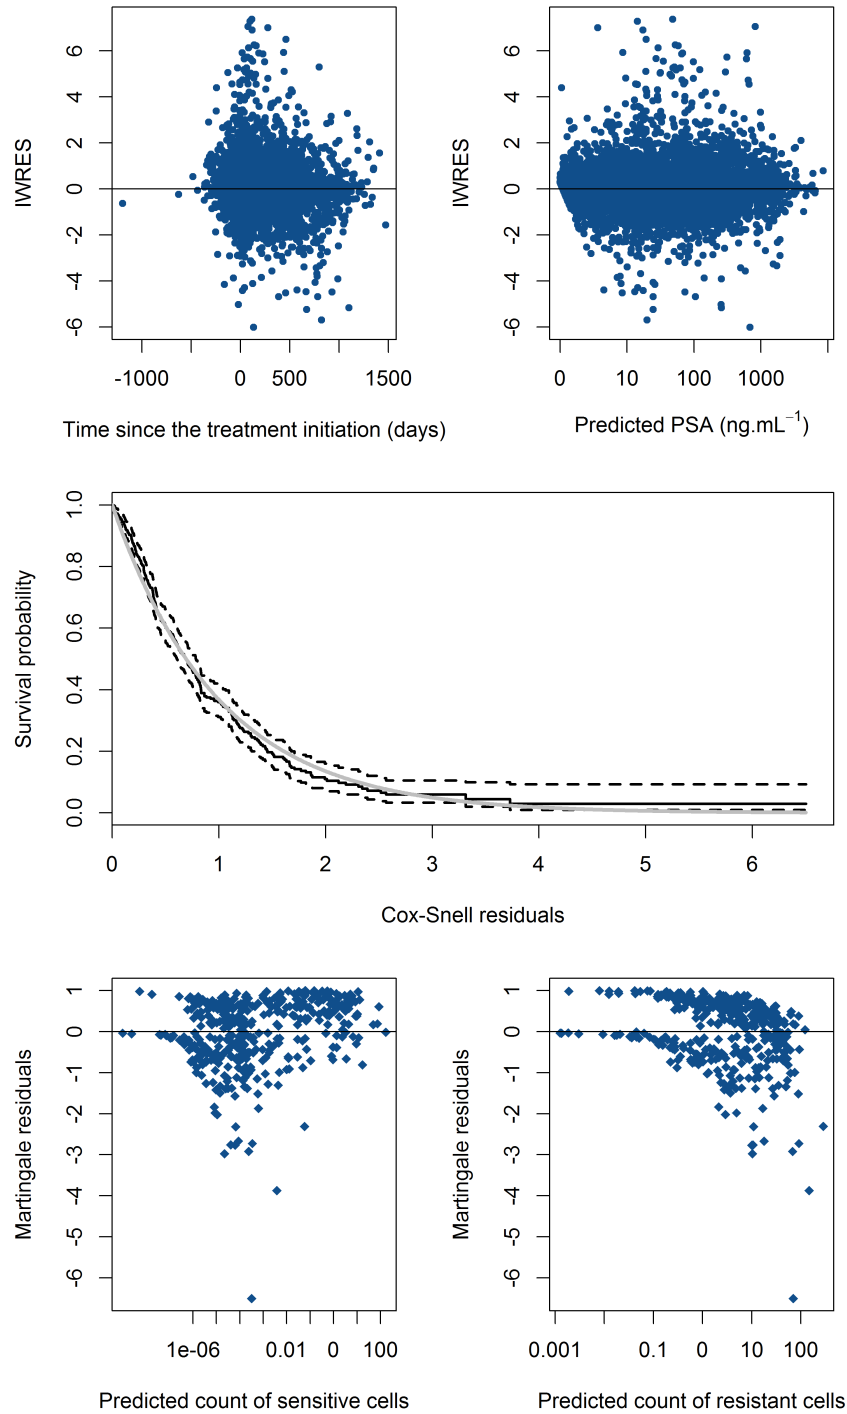 IWRES
-6 -4 -2 0 2 4 6
-1000 0 500 1500
Time since the treatment initiation (days)
IWRES
-6 -4 -2 0 2 4 6
0 10 100 1000
Predicted PSA (ng.mL⁻¹)
Survival probability
0.0 0.2 0.4 0.6 0.8 1.0
0 1 2 3 4 5 6
Cox-Snell residuals
Martingale residuals
-6 -5 -4 -3 -2 -1 0 1
1e-06 0.01 0 100
Predicted count of sensitive cells
Martingale residuals
-6 -5 -4 -3 -2 -1 0 1
0.001 0.1 0 10 100
Predicted count of resistant cells